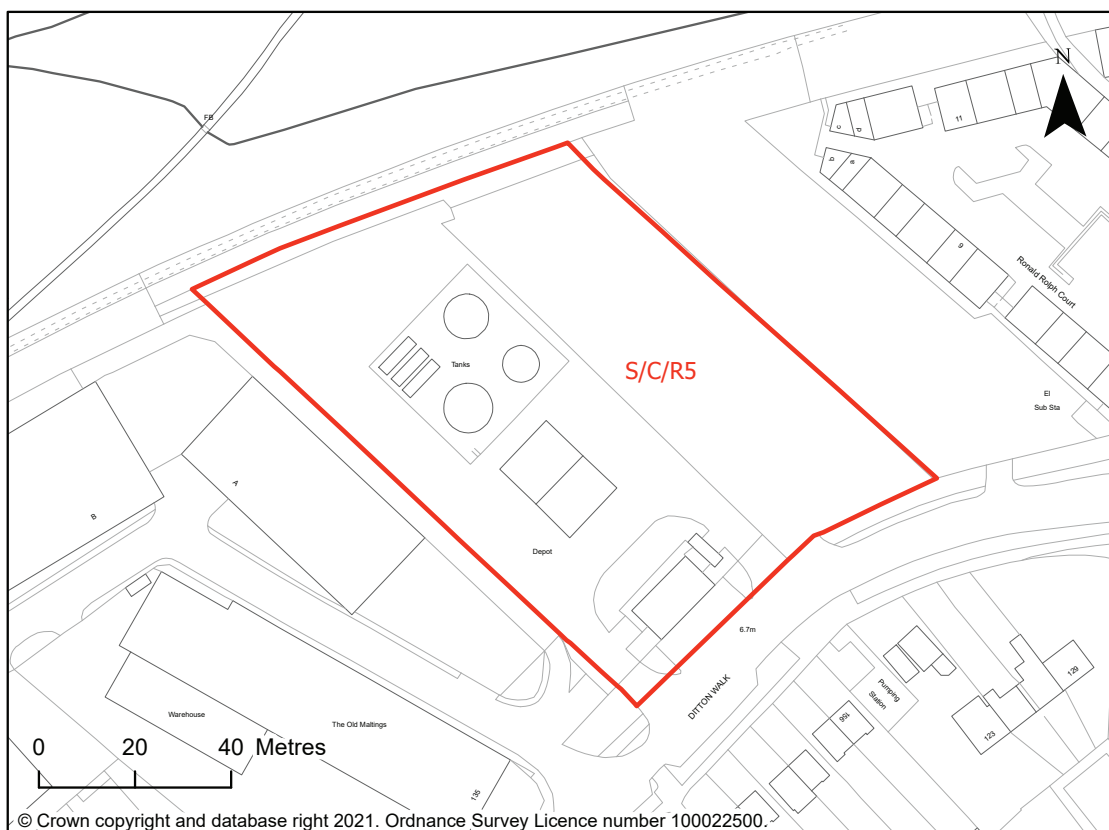 FB
N
c
d
11
b
a
9
Ronald Rolph Court
S/C/R5
Tanks
El
Sub Sta
A
B
Depot
6.7m
DITTON WALK
Pumping
Station
129
166
123
Warehouse
The Old Maltings
135
0 20 40 Metres
© Crown copyright and database right 2021. Ordnance Survey Licence number 100022500.